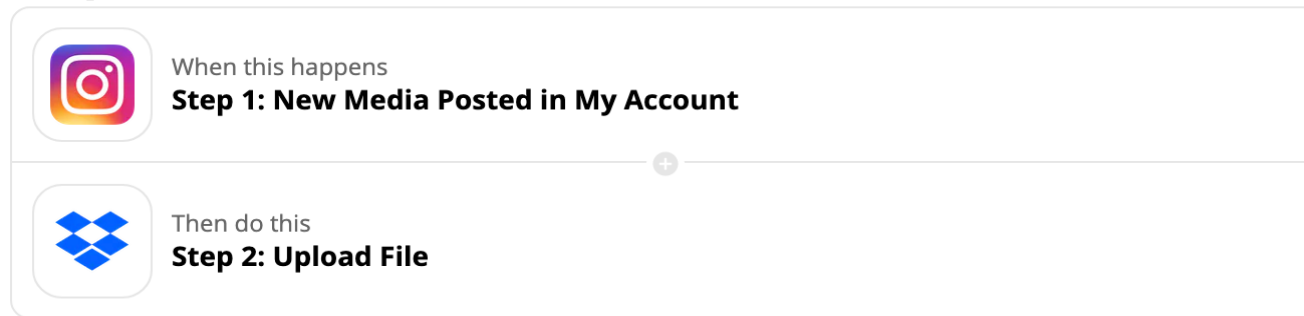 When this happens
Step 1: New Media Posted in My Account
Then do this
Step 2: Upload File